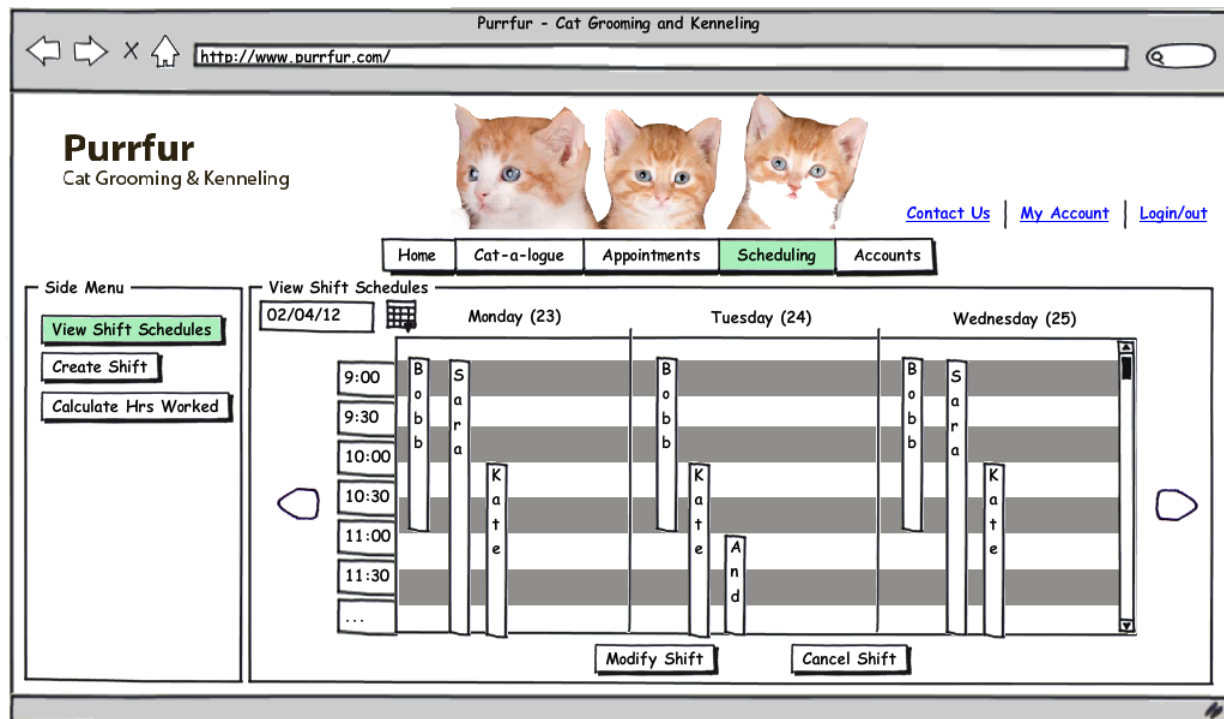 Purrfur - Cat Grooming and Kenneling
http://www.purrfur.com/
Purrfur
Cat Grooming & Kenneling
Contact Us | My Account | Login/out
Home Cat-a-logue Appointments Scheduling Accounts
Side Menu
View Shift Schedules
Create Shift
Calculate Hrs Worked
View Shift Schedules
02/04/12
Monday (23) Tuesday (24) Wednesday (25)
9:00
9:30
10:00
10:30
11:00
11:30
...
Bobb
Sara
Kate
Bobb
Kate
And
Bobb
Sara
Kate
Modify Shift Cancel Shift